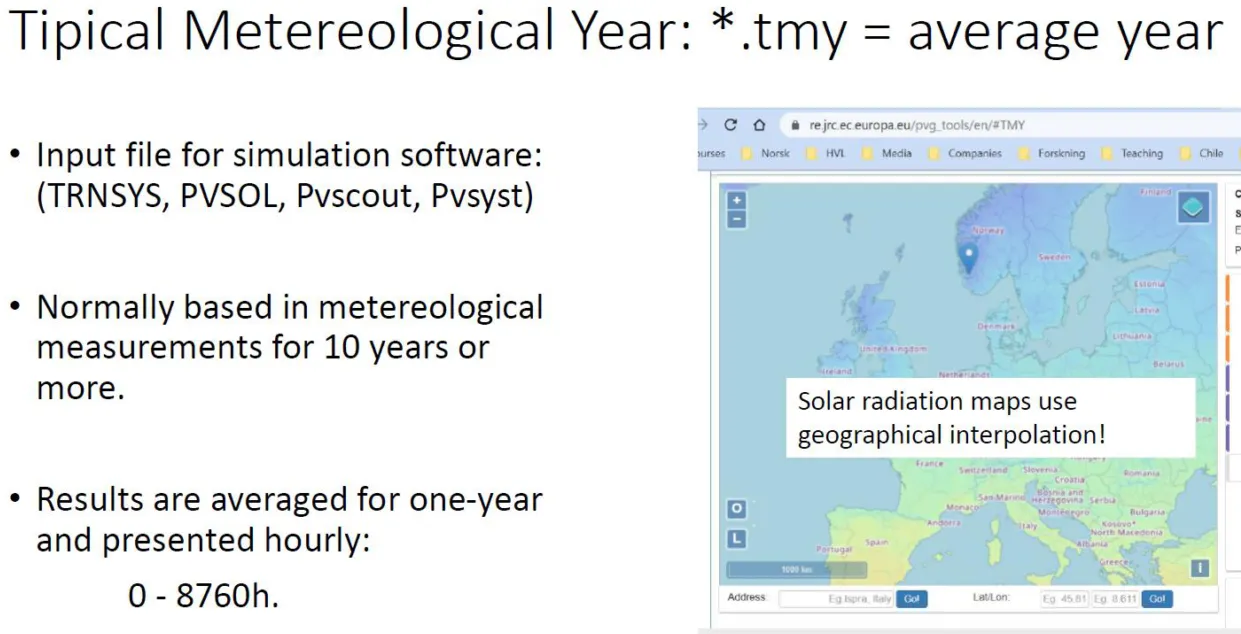 Tipical Metereological Year: *.tmy = average year
• Input file for simulation software:
(TRNSYS, PVSOL, Pvscout, Pvsyst)
• Normally based in metereological
measurements for 10 years or
more.
• Results are averaged for one-year
and presented hourly:
0 - 8760h.
re.jrc.ec.europa.eu/pvg_tools/en/#TMY
Norsk HVL Media Companies Forskning Teaching Chile
+
−
Finland
Norway
Sweden
Estonia
Latvia
Denmark
Lithuania
United Kingdom
Belarus
Ireland
Netherlands
Solar radiation maps use
geographical interpolation!
France
Switzerland Slovenia
Romania
Croatia
San Marino Bosnia and
Herzegovina Serbia
Monaco
Montenegro Bulgaria
Andorra
Italy
Kosovo*
North Macedonia
Portugal Spain
Albania
Greece
O
L
1000 km
i
Address: Eg Ispra, Italy Go! Lat/Lon: Eg. 45.81 Eg. 8.611 Go!